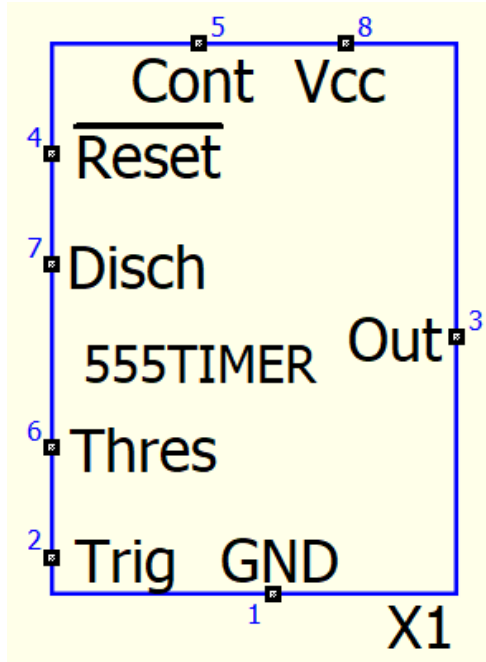 5 8
Cont Vcc
4
Reset
7
Disch
3
Out
555TIMER
6
Thres
2
Trig GND
1
X1